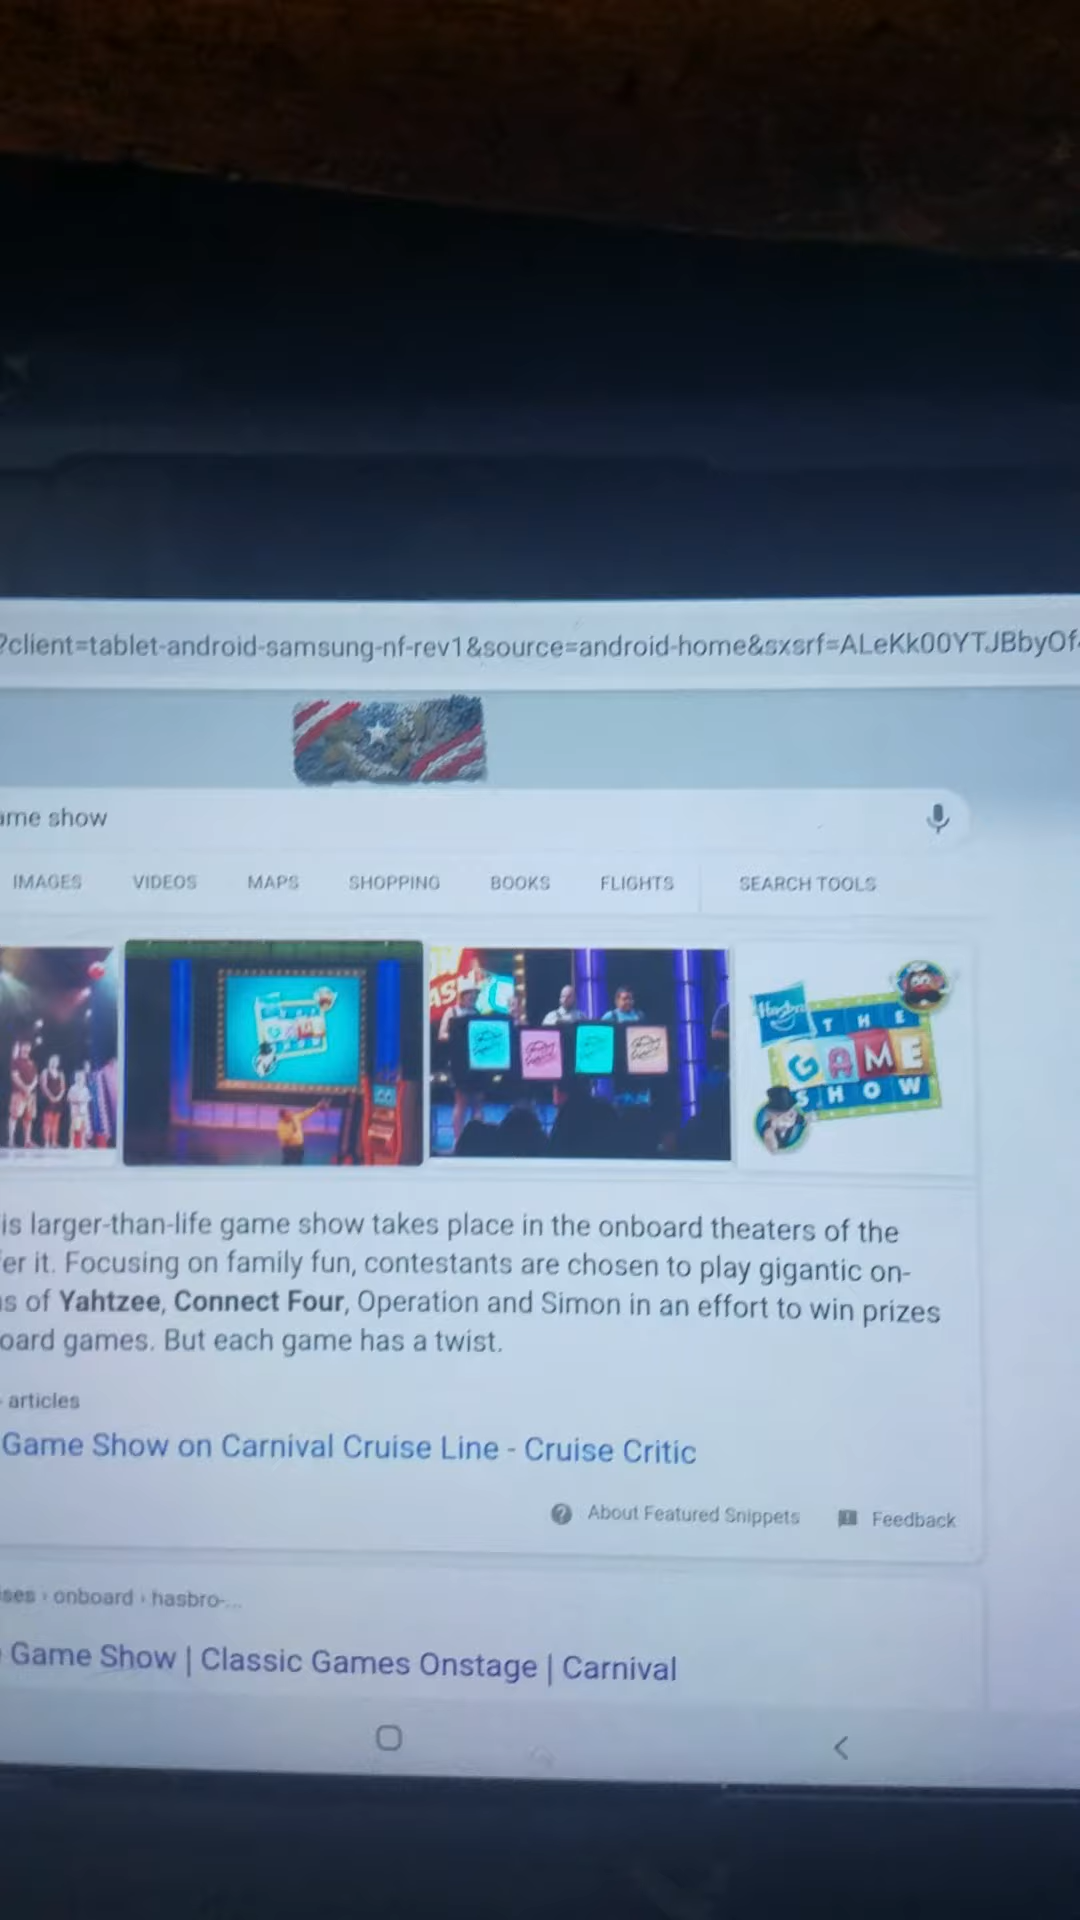 ?client=tablet-android-samsung-nf-rev1&source=android-home&sxsrf=ALeKk00YTJBbyOf
ame show
IMAGES VIDEOS MAPS SHOPPING BOOKS FLIGHTS SEARCH TOOLS
Hasbro
THE
GAME
SHOW
is larger-than-life game show takes place in the onboard theaters of the
er it. Focusing on family fun, contestants are chosen to play gigantic on-
s of Yahtzee, Connect Four, Operation and Simon in an effort to win prizes
oard games. But each game has a twist.
articles
Game Show on Carnival Cruise Line - Cruise Critic
About Featured Snippets Feedback
ses › onboard › hasbro-...
Game Show | Classic Games Onstage | Carnival